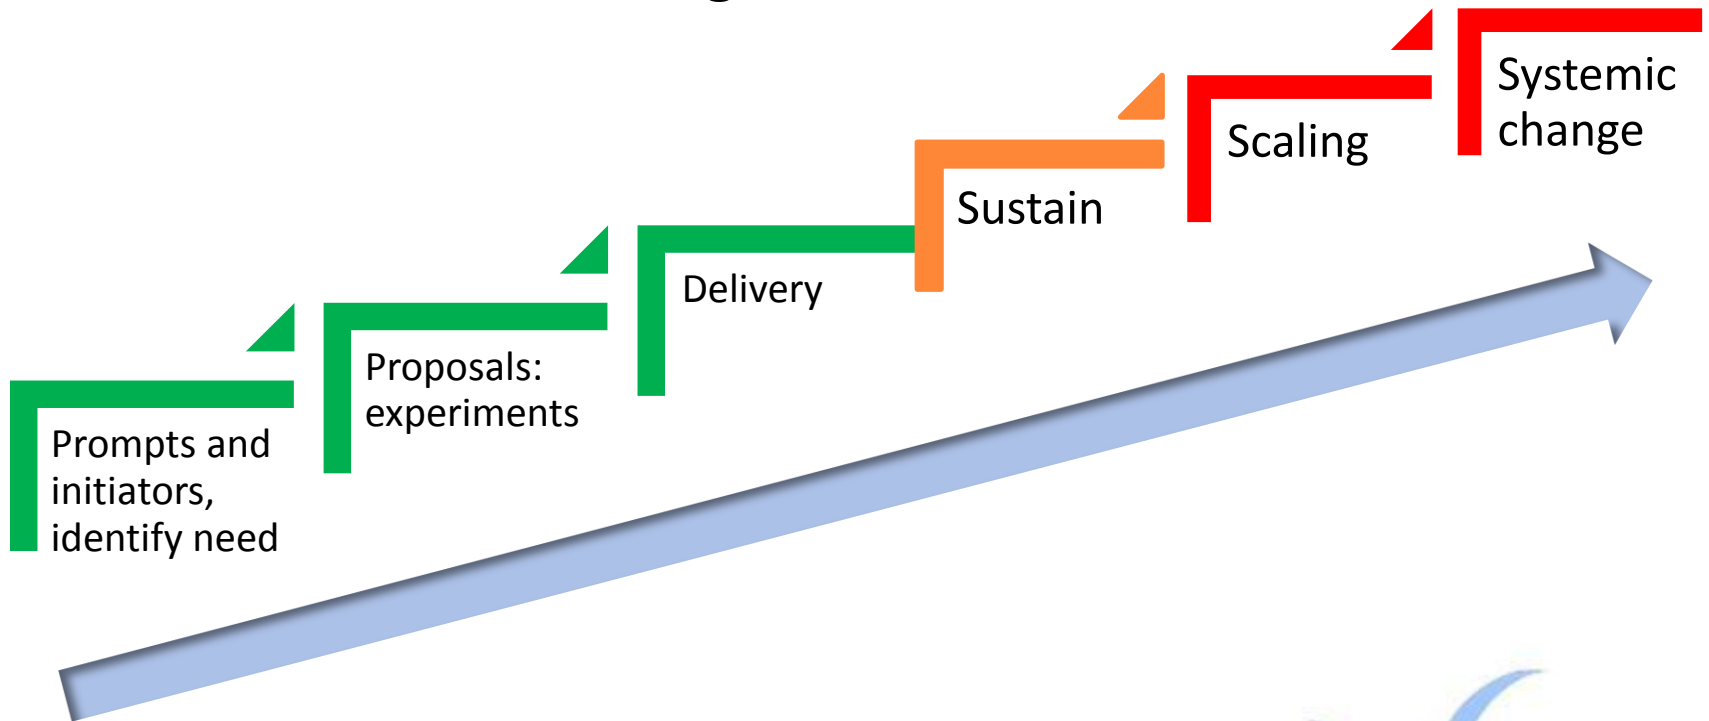 Prompts and
initiators,
identify need
Proposals:
experiments
Delivery
Sustain
Scaling
Systemic
change